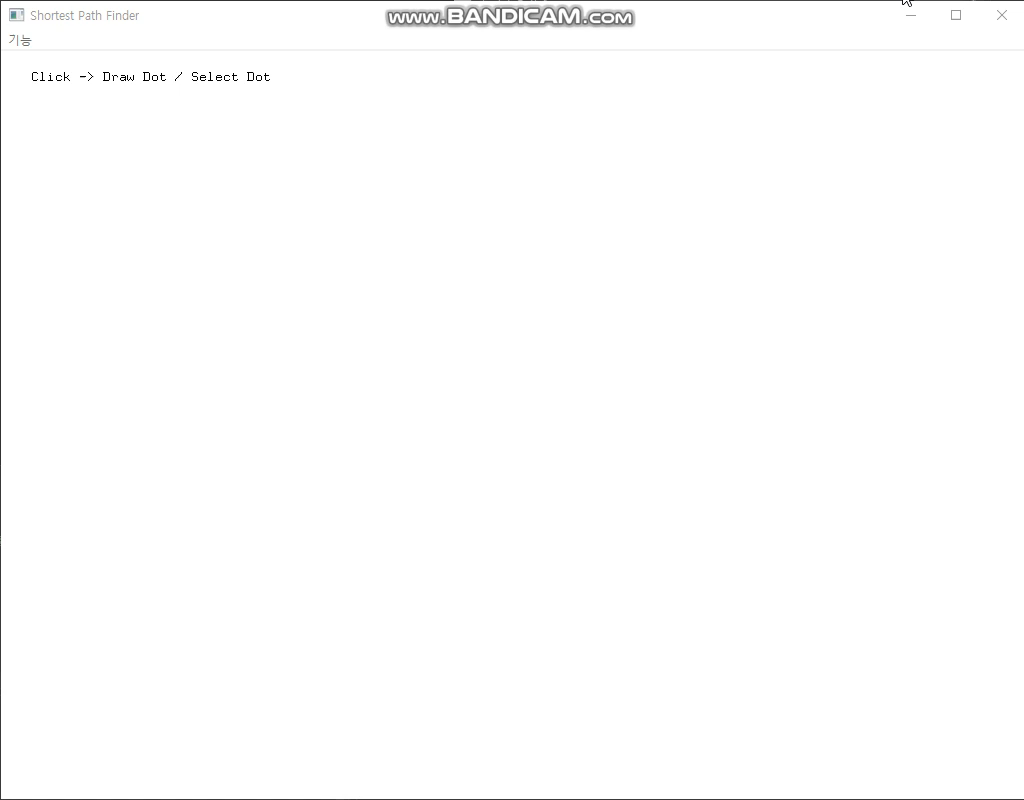 Shortest Path Finder
www.BANDICAM.com
기능
Click -> Draw Dot / Select Dot